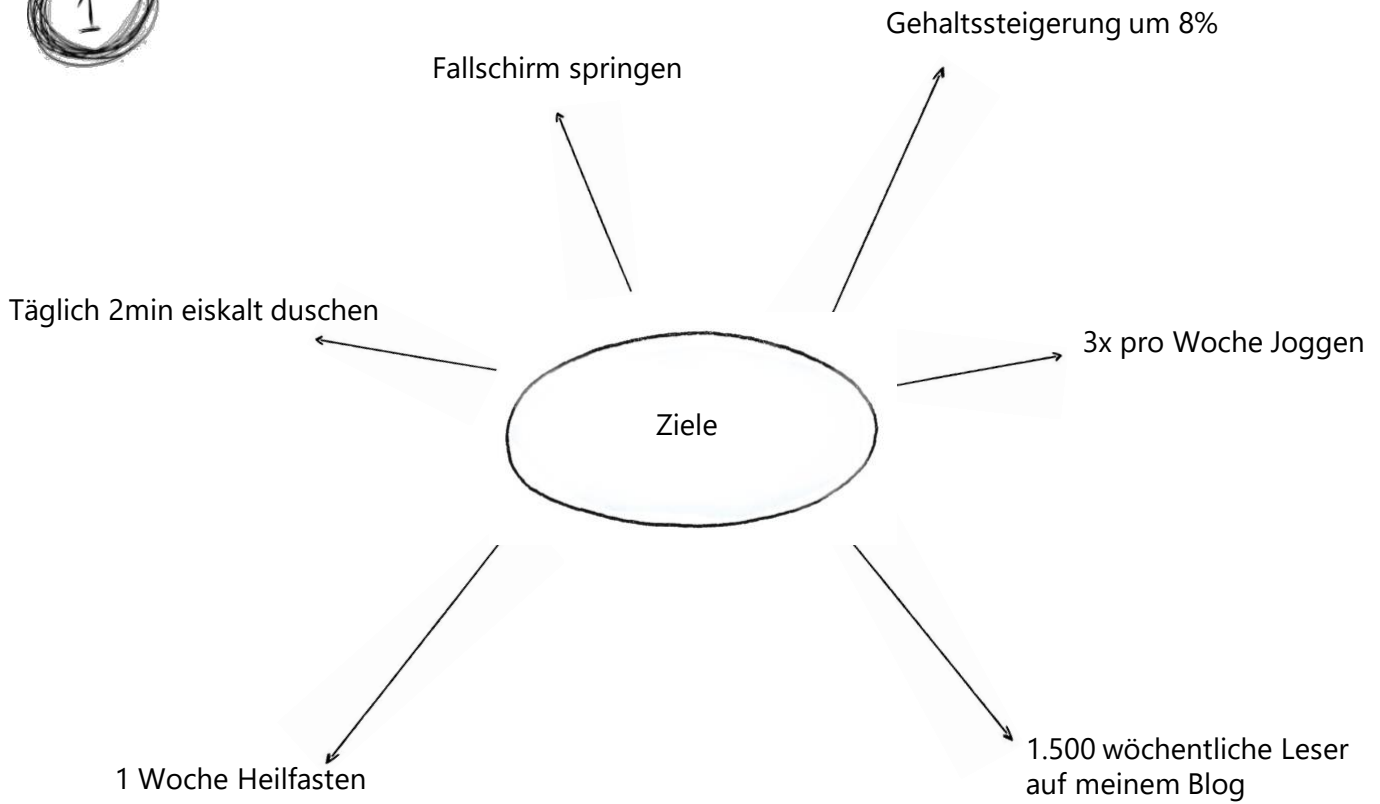 1
Gehaltssteigerung um 8%
Fallschirm springen
Täglich 2min eiskalt duschen
3x pro Woche Joggen
Ziele
1 Woche Heilfasten
1.500 wöchentliche Leser
auf meinem Blog